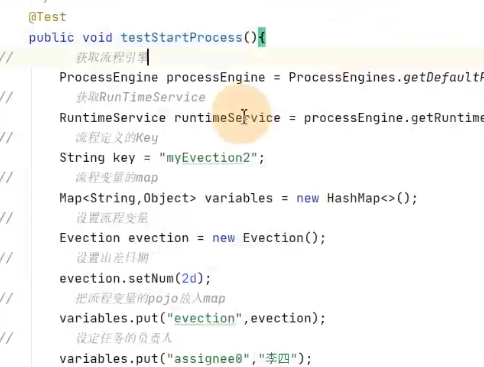 @Test
public void testStartProcess(){
// 获取流程引擎
ProcessEngine processEngine = ProcessEngines.getDefaultP
// 获取RunTimeService
RuntimeService runtimeService = processEngine.getRuntime
// 流程定义的Key
String key = "myEvection2";
// 流程变量的map
Map<String,Object> variables = new HashMap<>();
// 设置流程变量
Evection evection = new Evection();
// 设置出差日期
evection.setNum(2d);
// 把流程变量的pojo放入map
variables.put("evection",evection);
// 设定任务的负责人
variables.put("assignee0","李四");